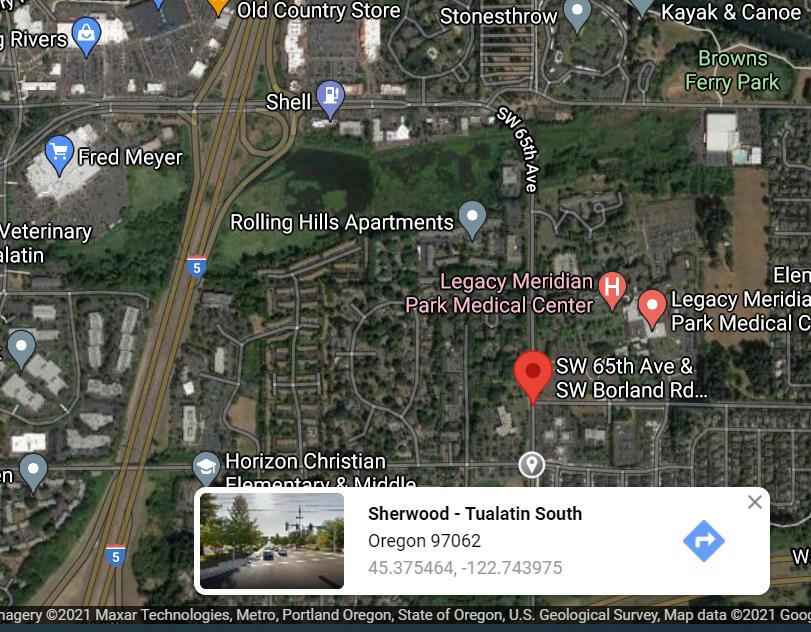 Old Country Store
Stonesthrow
Kayak & Canoe
g Rivers
Browns
Ferry Park
Shell
SW 65th Ave
Fred Meyer
Veterinary
alatin
Rolling Hills Apartments
5
Legacy Meridian
Park Medical Center
H
Elen
Legacy Meridia
Park Medical C
SW 65th Ave &
SW Borland Rd...
Horizon Christian
Elementary & Middle
en
Sherwood - Tualatin South
Oregon 97062
45.375464, -122.743975
5
W
magery ©2021 Maxar Technologies, Metro, Portland Oregon, State of Oregon, U.S. Geological Survey, Map data ©2021 Goo